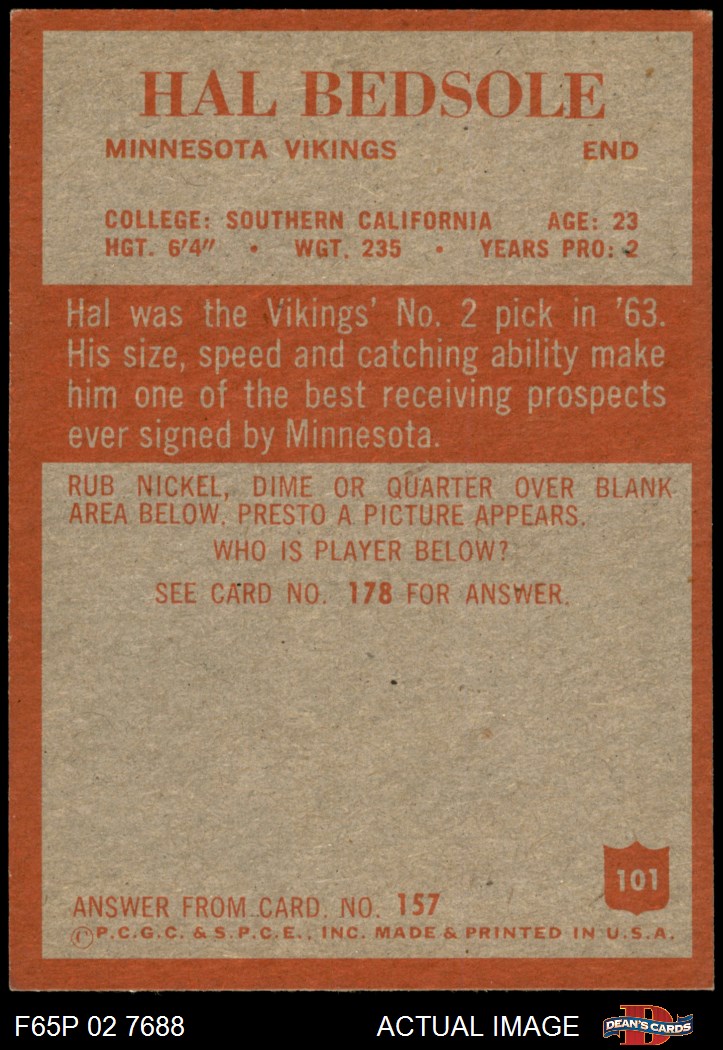 HAL BEDSOLE
MINNESOTA VIKINGS END
COLLEGE: SOUTHERN CALIFORNIA AGE: 23
HGT. 6'4" • WGT. 235 • YEARS PRO: 2
Hal was the Vikings' No. 2 pick in '63.
His size, speed and catching ability make
him one of the best receiving prospects
ever signed by Minnesota.
RUB NICKEL, DIME OR QUARTER OVER BLANK
AREA BELOW. PRESTO A PICTURE APPEARS.
WHO IS PLAYER BELOW?
SEE CARD NO. 178 FOR ANSWER.
101
ANSWER FROM CARD. NO. 157
©P.C.G.C. & S.P.C.E., INC. MADE & PRINTED IN U.S.A.
F65P 02 7688 ACTUAL IMAGE
D
DEAN'S CARDS